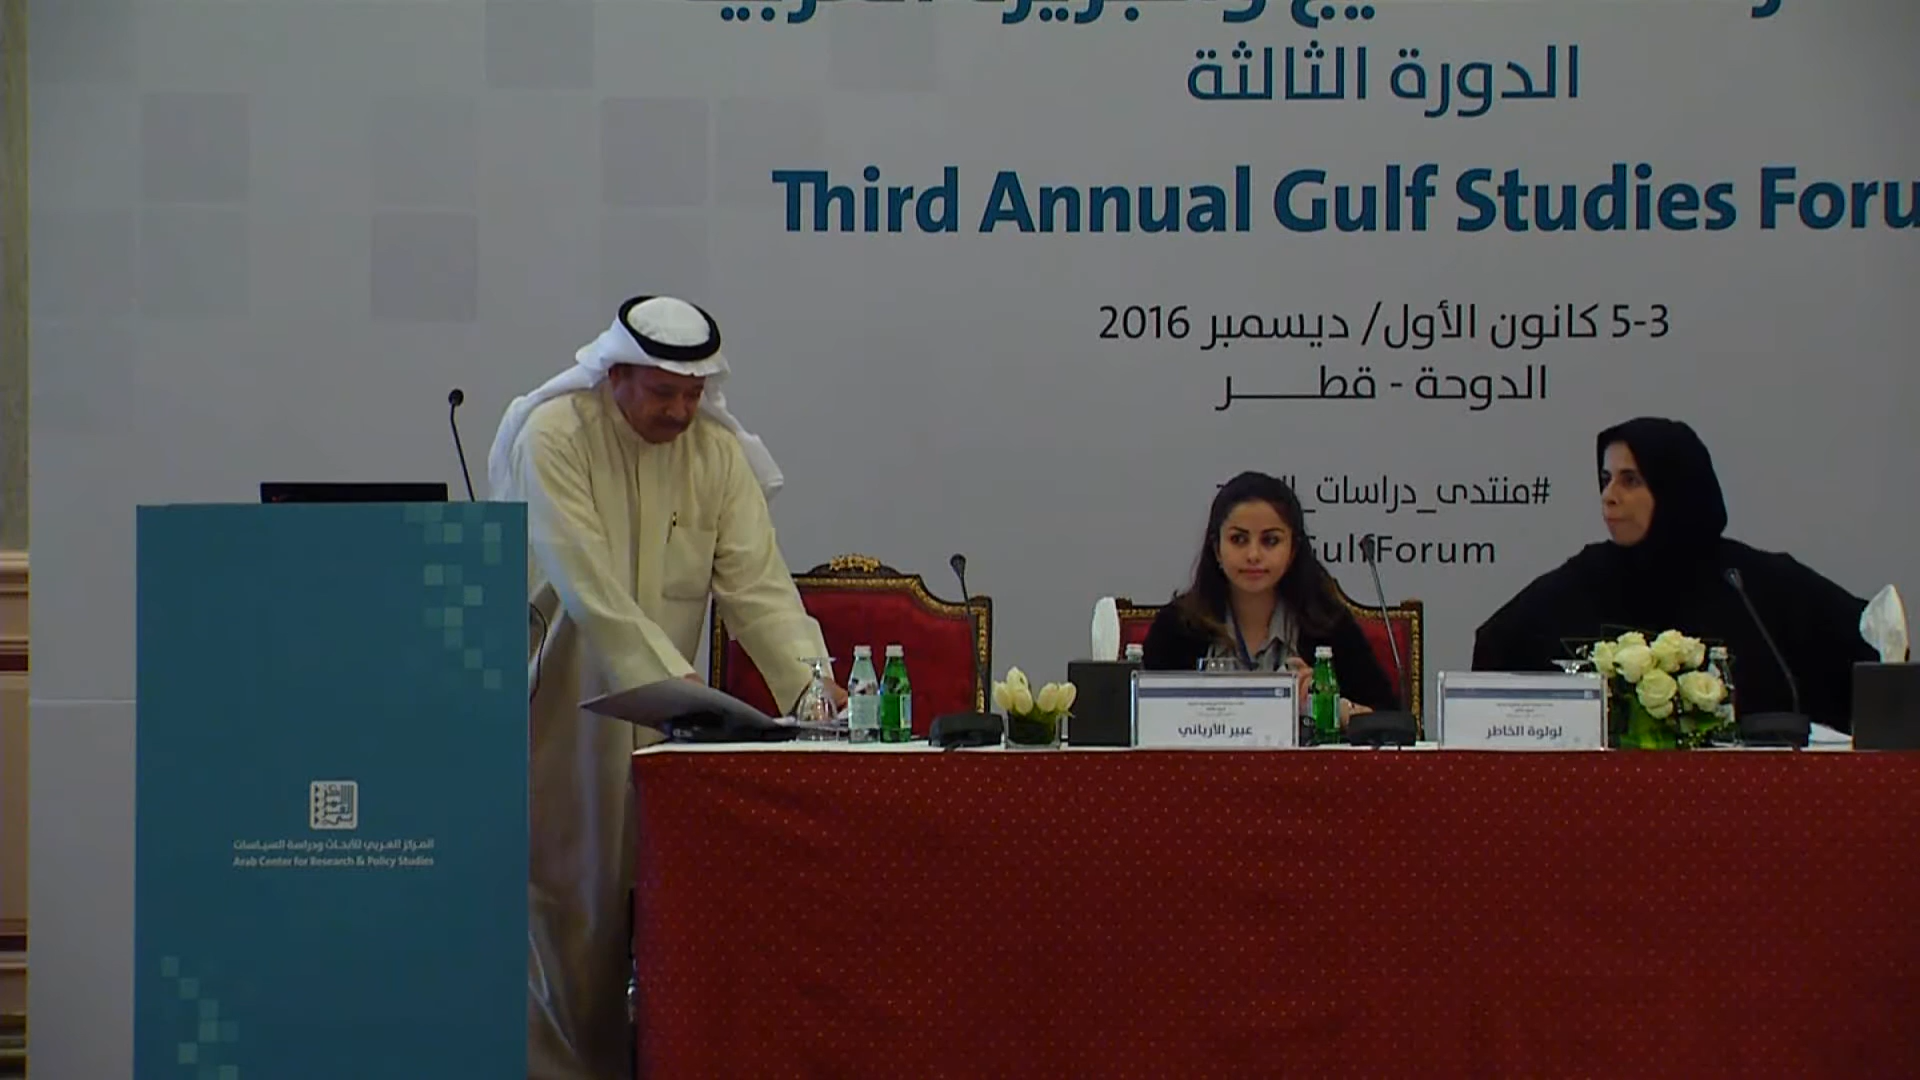 الدورة الثالثة
Third Annual Gulf Studies Foru
3-5 كانون الأول/ ديسمبر 2016
الدوحة - قطر
#منتدى_دراسات_
GulfForum
عبير الأرياني
لولوة الخاطر
المركز العربي للأبحاث ودراسة السياسات
Arab Center for Research & Policy Studies